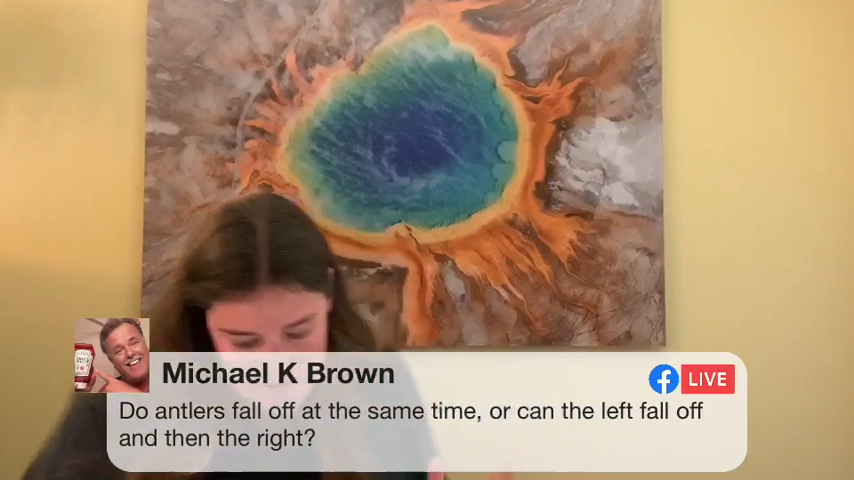 Michael K Brown
LIVE
Do antlers fall off at the same time, or can the left fall off
and then the right?